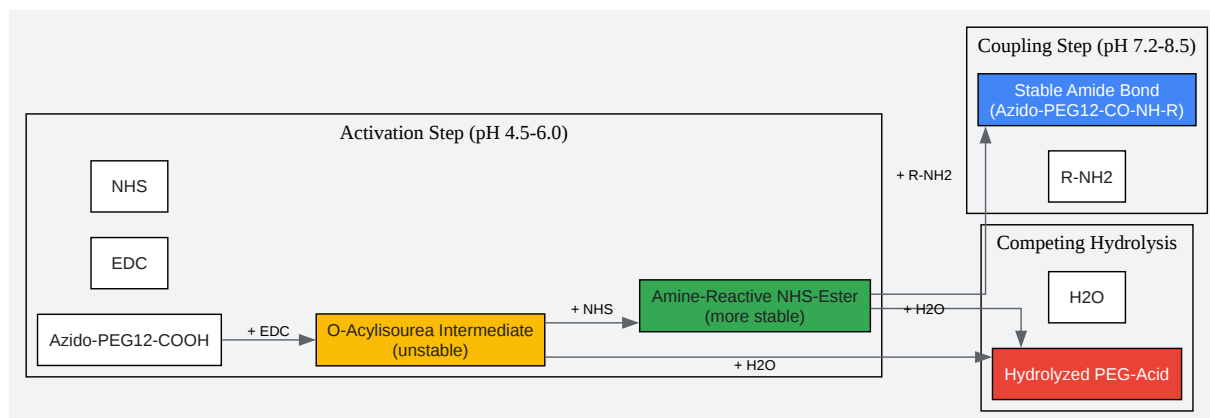 Activation Step (pH 4.5-6.0)
NHS
EDC
Azido-PEG12-COOH
+ EDC
O-Acylisourea Intermediate
(unstable)
+ NHS
+ H2O
Amine-Reactive NHS-Ester
(more stable)
+ R-NH2
+ H2O
Coupling Step (pH 7.2-8.5)
Stable Amide Bond
(Azido-PEG12-CO-NH-R)
R-NH2
Competing Hydrolysis
H2O
Hydrolyzed PEG-Acid